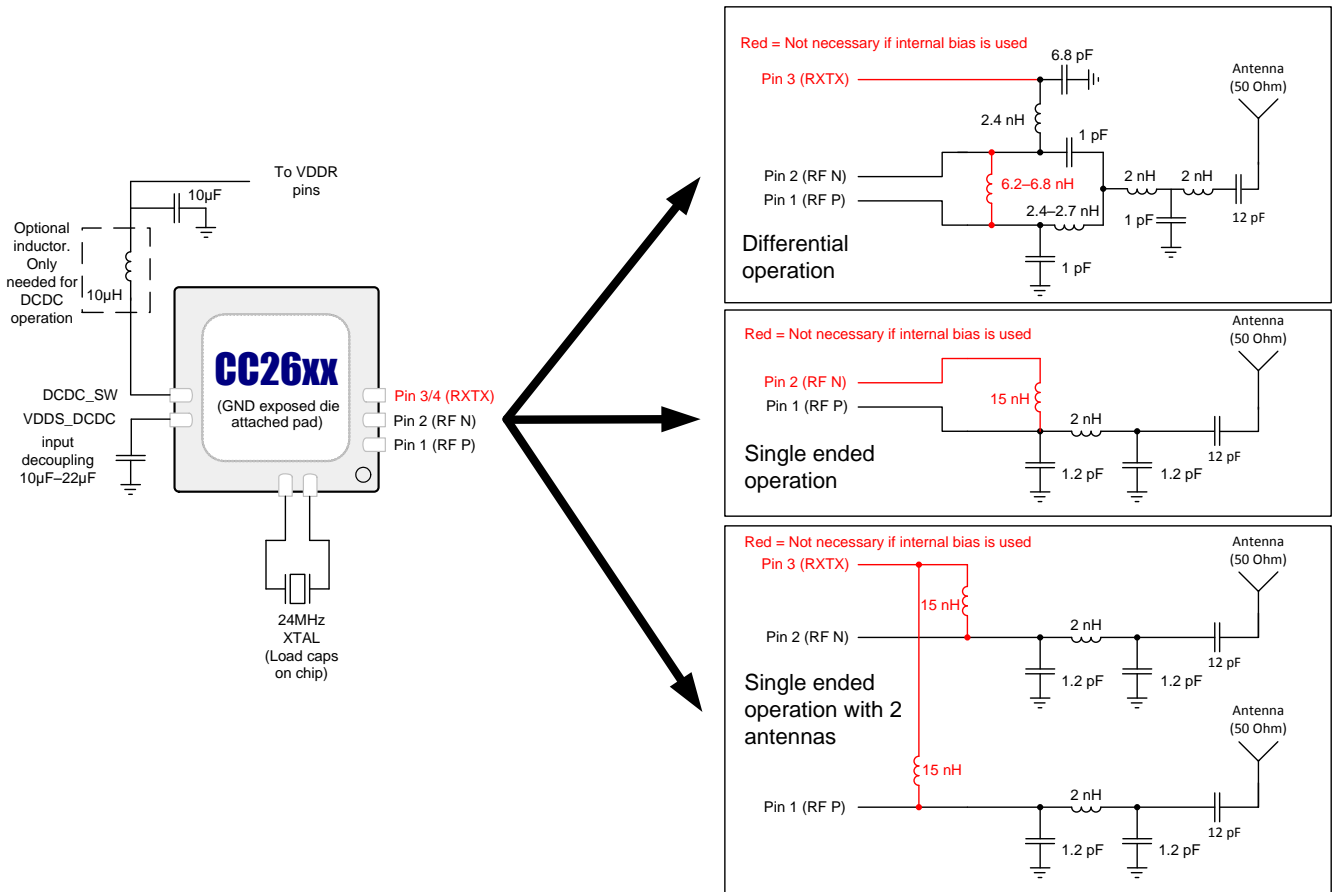 To VDDR
pins
10µF
Optional
inductor.
Only
needed for
DCDC
operation
10µH
CC26xx
(GND exposed die
attached pad)
DCDC_SW
VDDS_DCDC
input
decoupling
10µF–22µF
Pin 3/4 (RXTX)
Pin 2 (RF N)
Pin 1 (RF P)
24MHz
XTAL
(Load caps
on chip)
Red = Not necessary if internal bias is used
6.8 pF
Pin 3 (RXTX)
Antenna
(50 Ohm)
2.4 nH
1 pF
Pin 2 (RF N)
6.2–6.8 nH
2 nH
2 nH
Pin 1 (RF P)
2.4–2.7 nH
1 pF
12 pF
Differential
operation
1 pF
Red = Not necessary if internal bias is used
Antenna
(50 Ohm)
Pin 2 (RF N)
15 nH
Pin 1 (RF P)
2 nH
12 pF
Single ended
operation
1.2 pF
1.2 pF
Red = Not necessary if internal bias is used
Antenna
(50 Ohm)
Pin 3 (RXTX)
15 nH
Pin 2 (RF N)
2 nH
12 pF
1.2 pF
1.2 pF
Single ended
operation with 2
antennas
Antenna
(50 Ohm)
15 nH
Pin 1 (RF P)
2 nH
12 pF
1.2 pF
1.2 pF